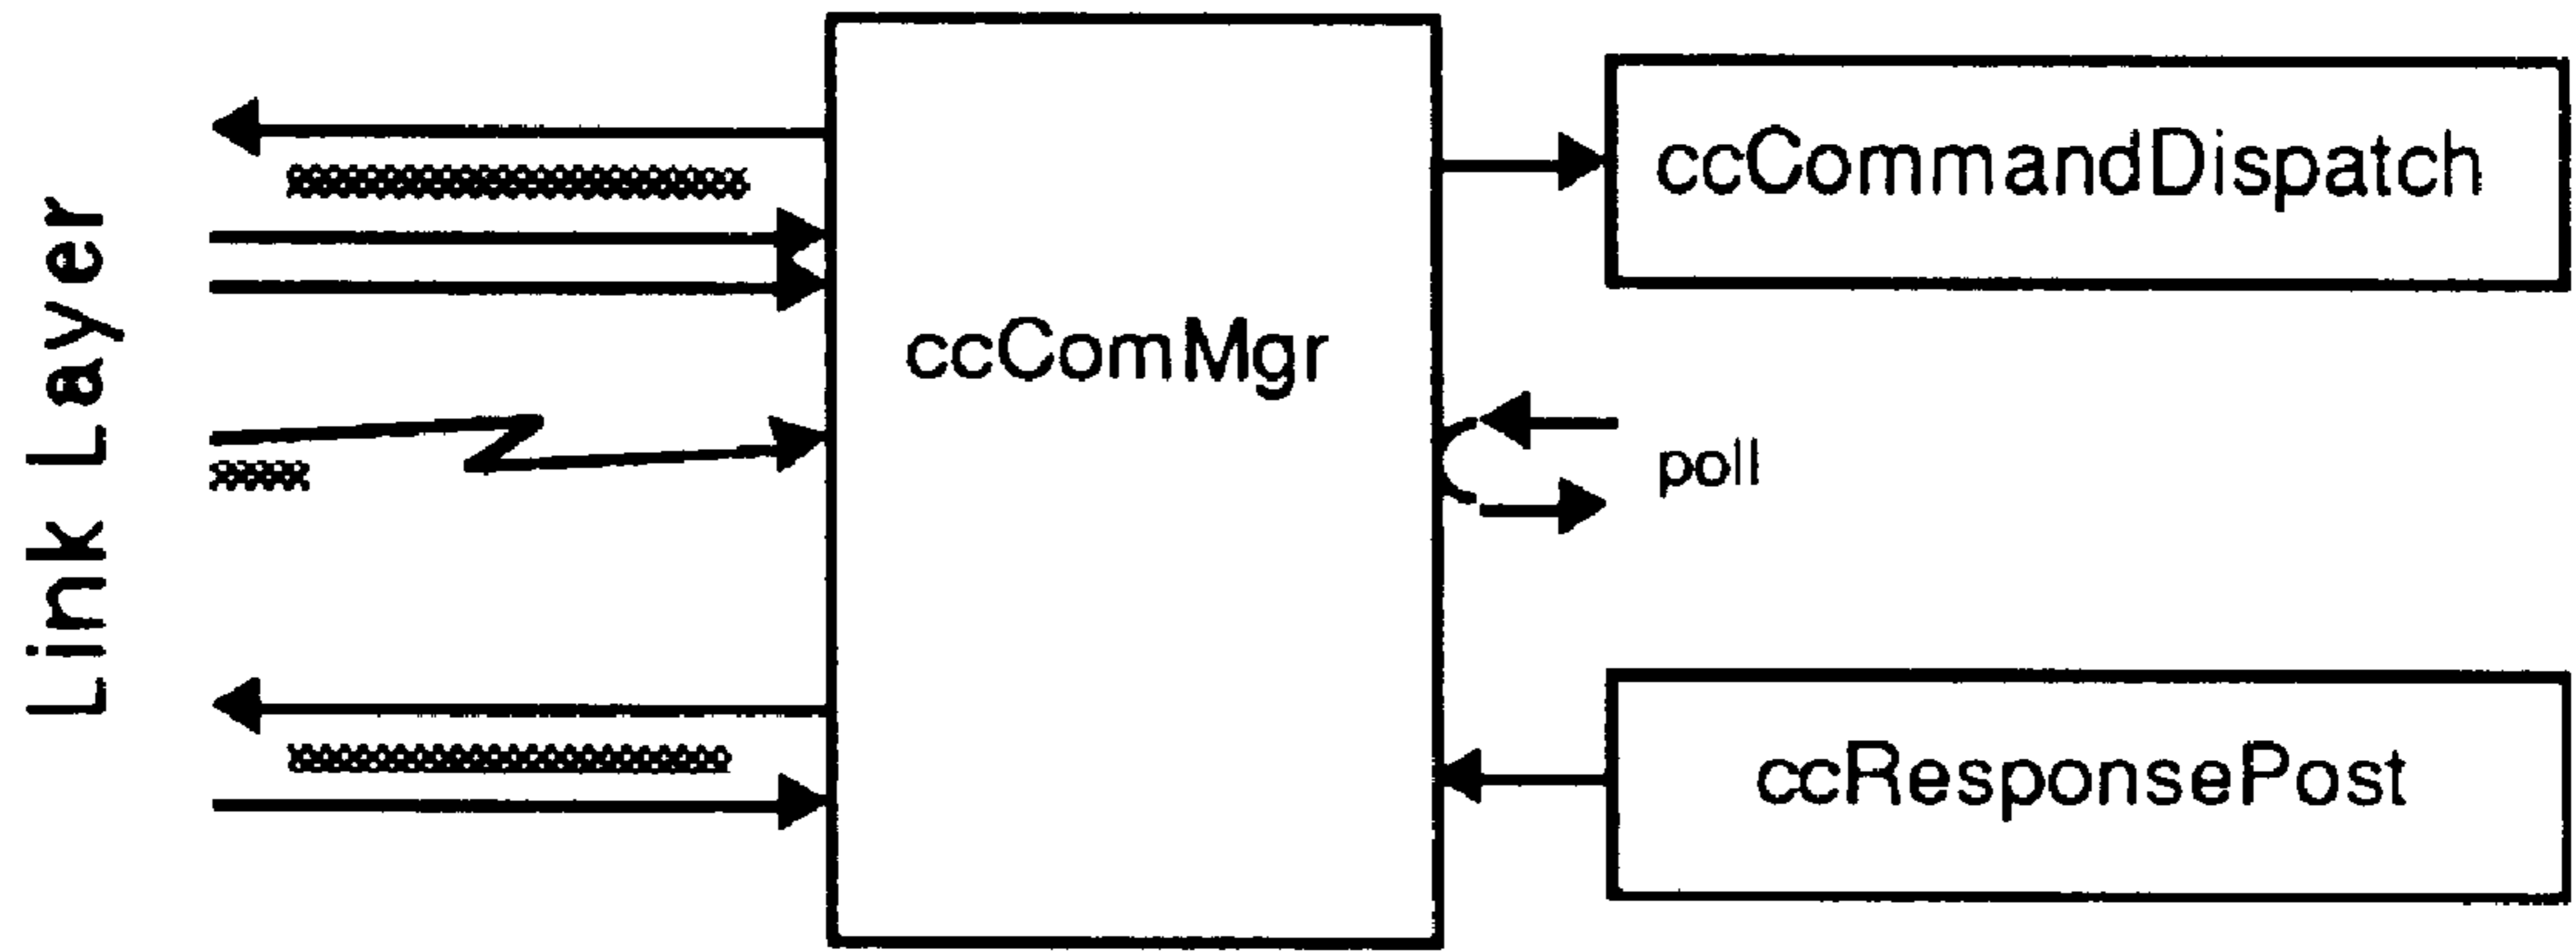 Link Layer
ccComMgr
ccCommandDispatch
poll
ccResponsePost